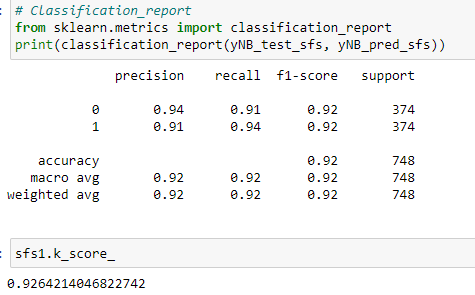 # Classification_report
from sklearn.metrics import classification_report
print(classification_report(yNB_test_sfs, yNB_pred_sfs))
precision recall f1-score support
0 0.94 0.91 0.92 374
1 0.91 0.94 0.92 374
accuracy 0.92 748
macro avg 0.92 0.92 0.92 748
weighted avg 0.92 0.92 0.92 748
sfs1.k_score_
0.9264214046822742